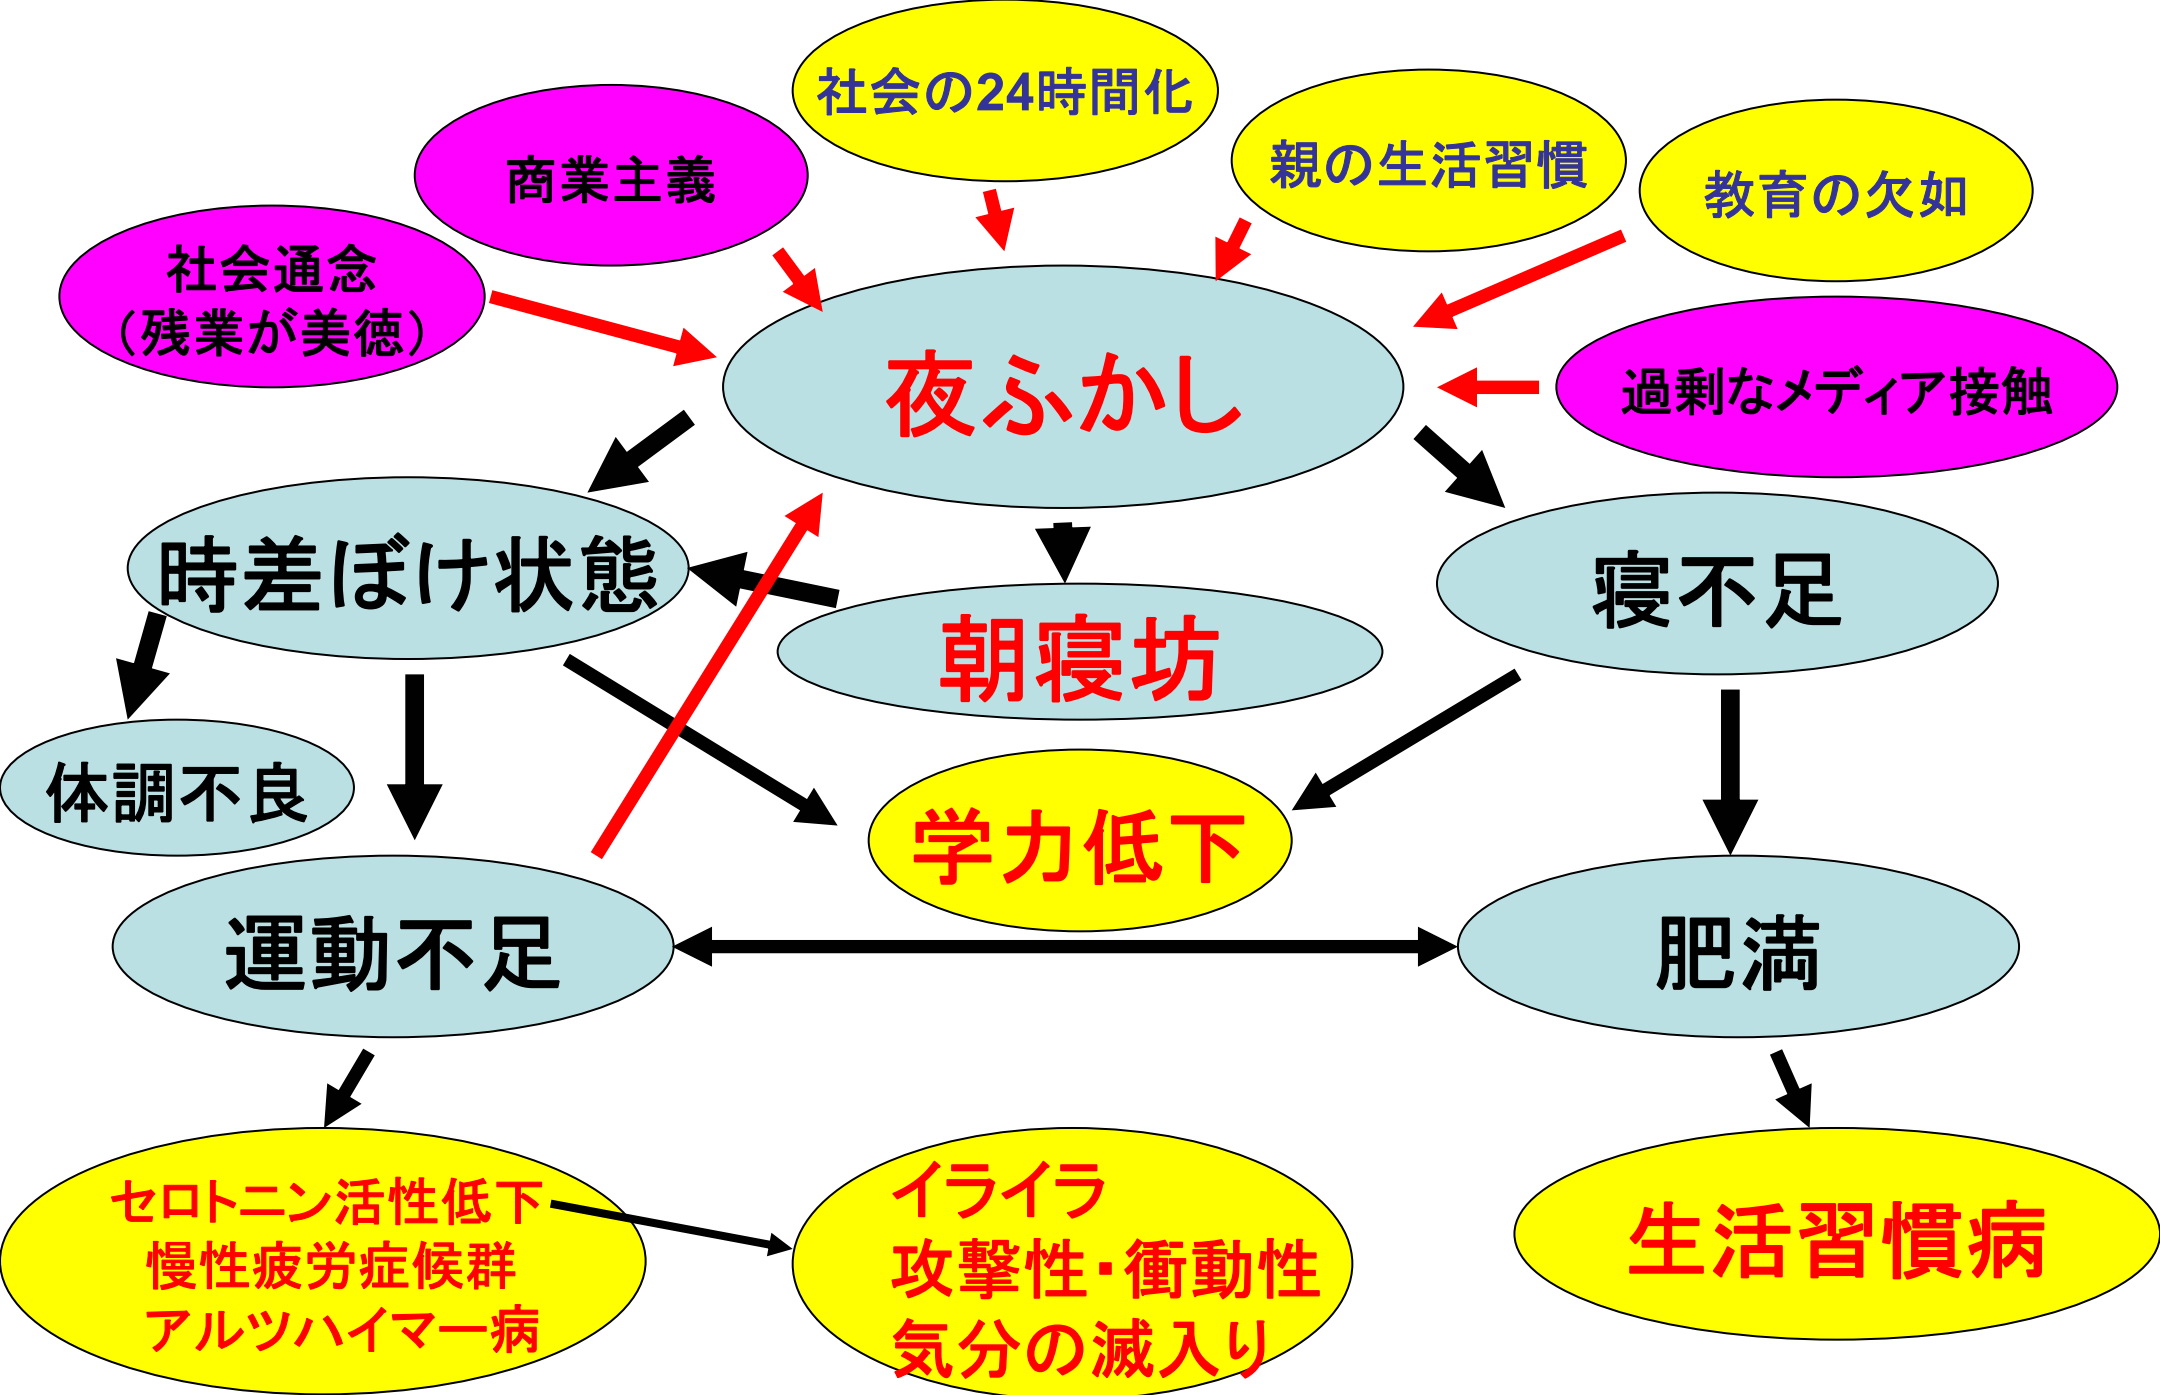 社会の24時間化
親の生活習慣
商業主義
教育の欠如
社会通念
（残業が美徳）
過剰なメディア接触
夜ふかし
時差ぼけ状態
寝不足
朝寝坊
体調不良
学力低下
運動不足
肥満
セロトニン活性低下
慢性疲労症候群
アルツハイマー病
イライラ
攻撃性・衝動性
気分の滅入り
生活習慣病